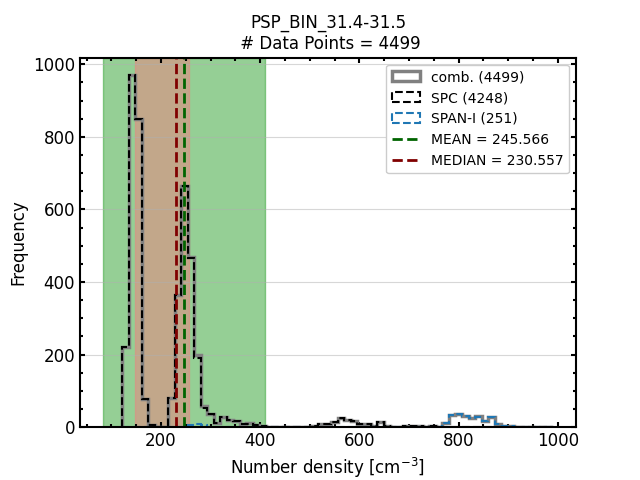 PSP_BIN_31.4-31.5
# Data Points = 4499
comb. (4499)
SPC (4248)
SPAN-I (251)
MEAN = 245.566
MEDIAN = 230.557
1000
800
600
400
200
0
Frequency
200 400 600 800 1000
Number density [cm⁻³]